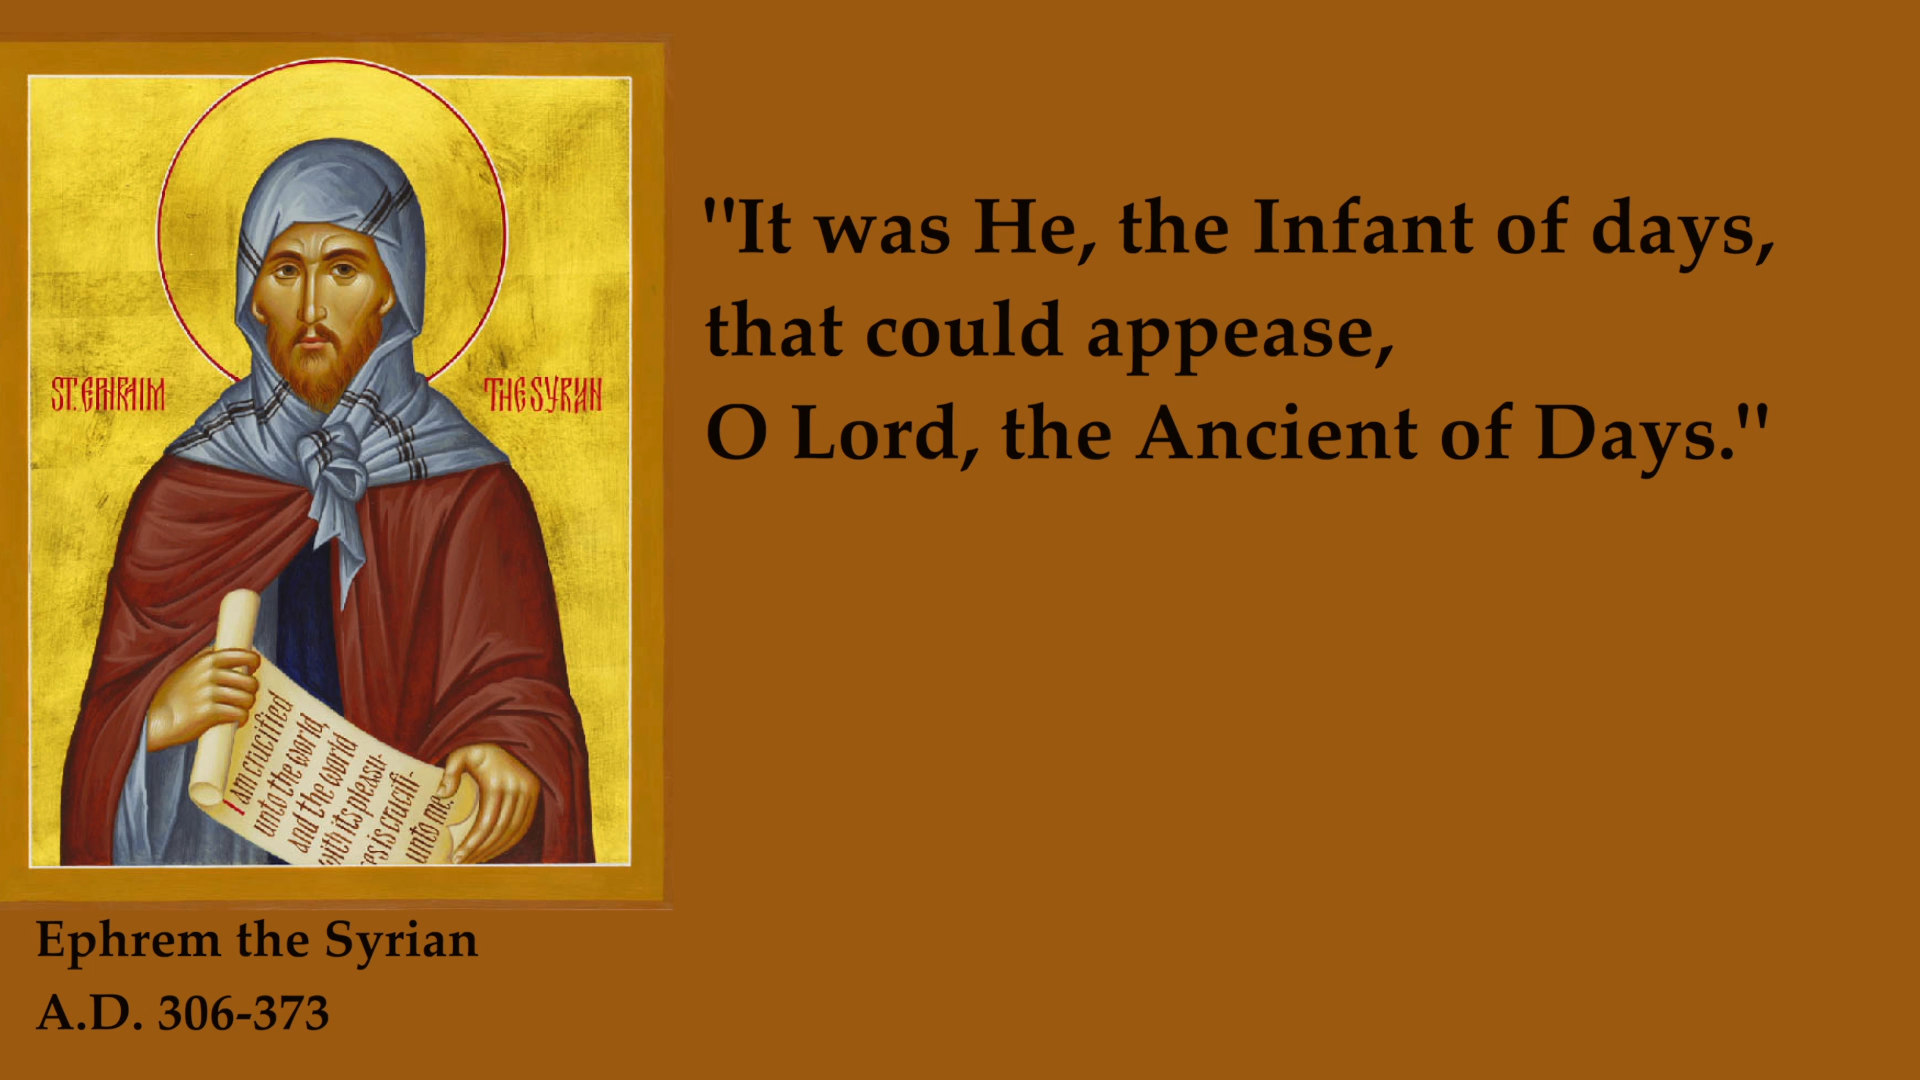 "It was He, the Infant of days,
that could appease,
O Lord, the Ancient of Days."
ST. EPHRAIM
THE SYRIAN
I am crucified
unto the world,
and the world
with its pleasu-
es is crucifi-
unto me.
Ephrem the Syrian
A.D. 306-373